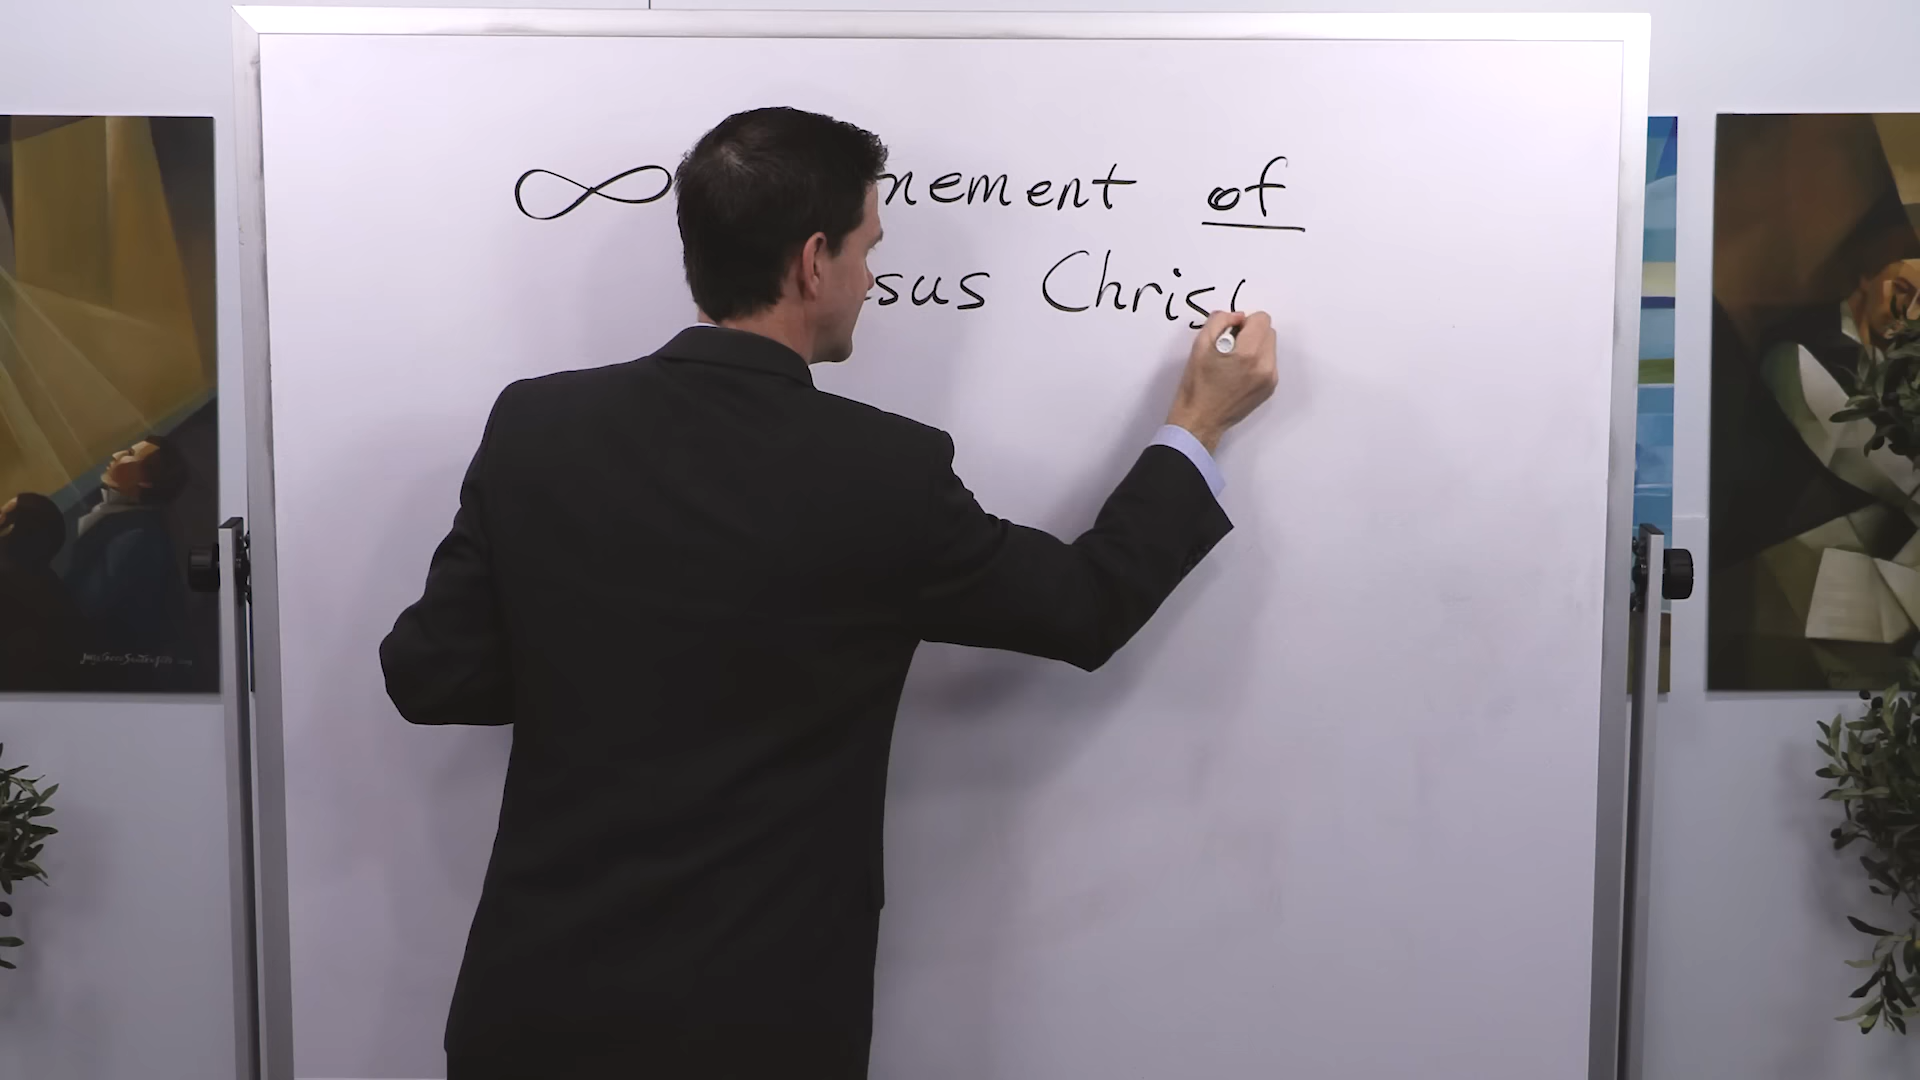 ∞ nement of
sus Chris